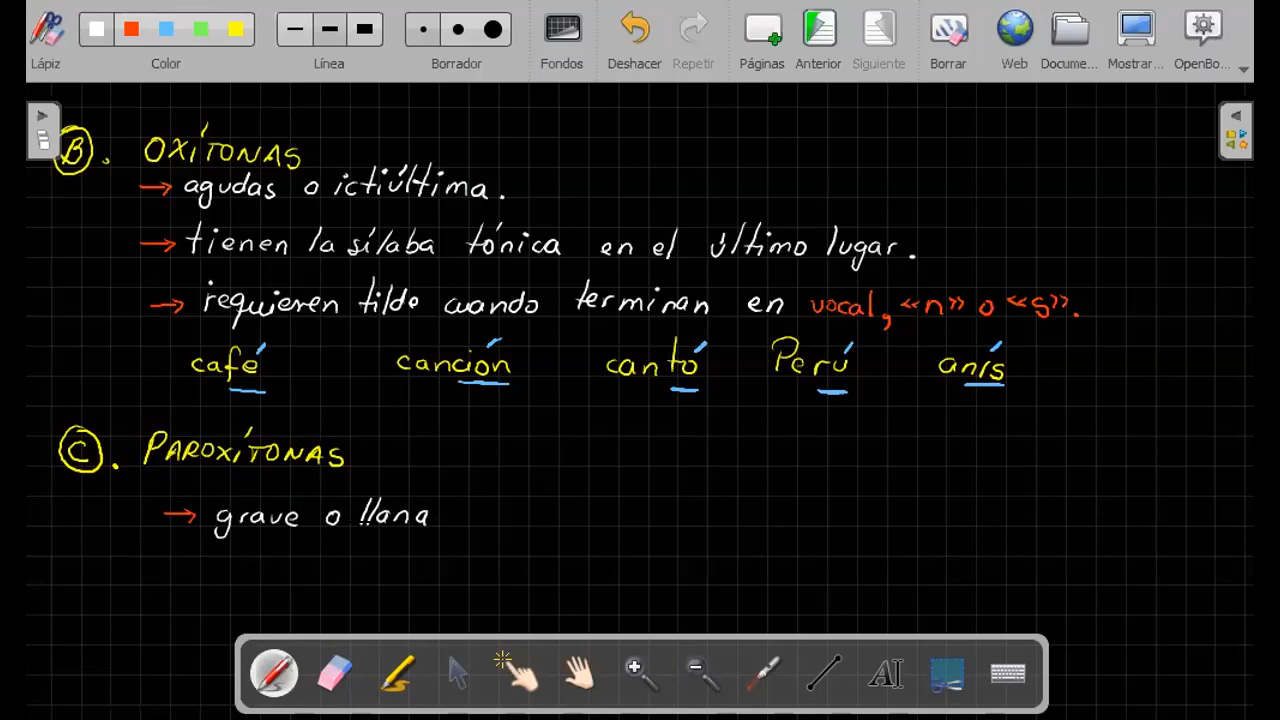 Lápiz Color Línea Borrador Fondos Deshacer Repetir Páginas Anterior Siguiente Borrar Web Docume... Mostrar... OpenBo...
B. OXÍTONAS
→ agudas o ictiúltima.
→ tienen la sílaba tónica en el último lugar.
→ requieren tilde cuando terminan en vocal, «n» o «s».
café canción cantó Perú anís
C. PAROXÍTONAS
→ grave o llana
AI